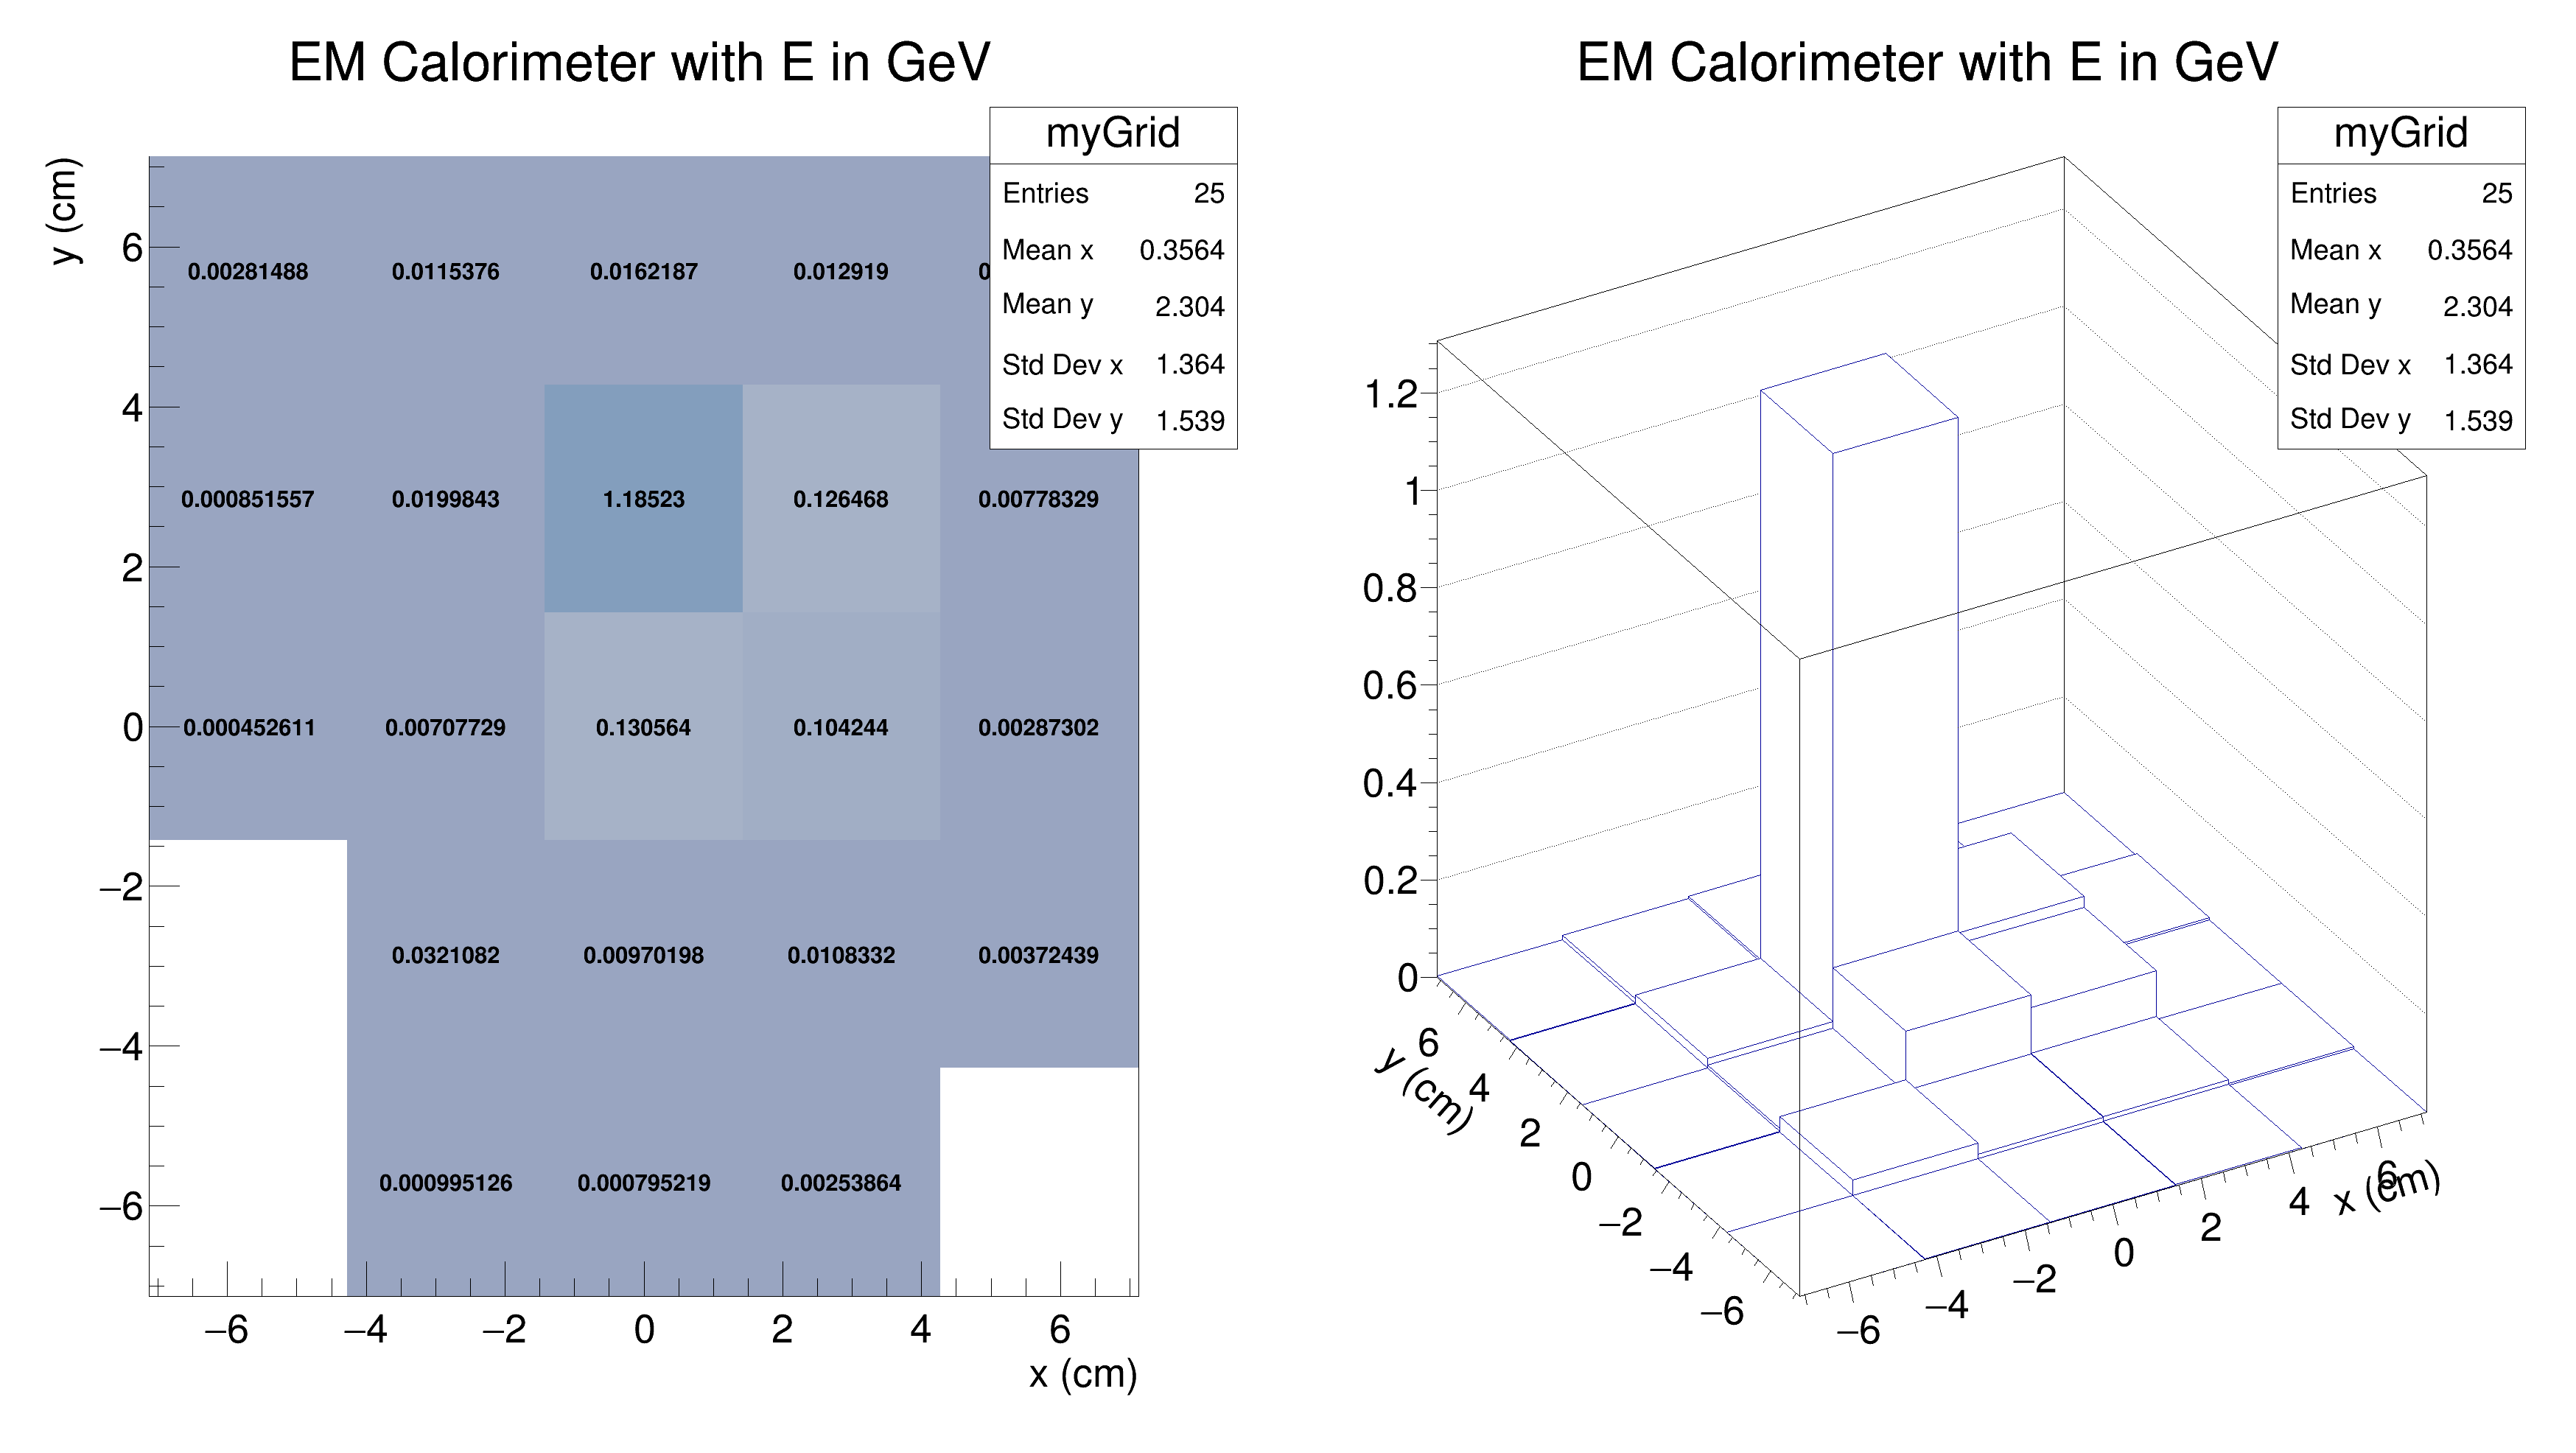 EM Calorimeter with E in GeV
myGrid
Entries 25
Mean x 0.3564
Mean y 2.304
Std Dev x 1.364
Std Dev y 1.539
y (cm)
6
4
2
0
−2
−4
−6
0.00281488 0.0115376 0.0162187 0.012919
0.000851557 0.0199843 1.18523 0.126468 0.00778329
0.000452611 0.00707729 0.130564 0.104244 0.00287302
0.0321082 0.00970198 0.0108332 0.00372439
0.000995126 0.000795219 0.00253864
−6 −4 −2 0 2 4 6
x (cm)
EM Calorimeter with E in GeV
myGrid
Entries 25
Mean x 0.3564
Mean y 2.304
Std Dev x 1.364
Std Dev y 1.539
1.2
1
0.8
0.6
0.4
0.2
0
y (cm)
6
4
2
0
−2
−4
−6
−6
−4
−2
0
2
4
6
x (cm)